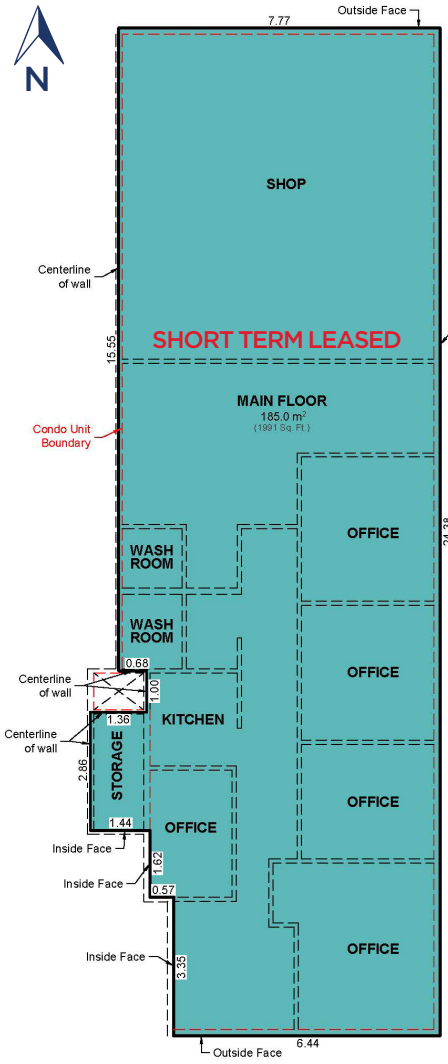 7.77
Outside Face
N
SHOP
Centerline
of wall
15.55
SHORT TERM LEASED
MAIN FLOOR
185.0 m²
(1991 Sq. Ft.)
Condo Unit
Boundary
24.38
OFFICE
WASH
ROOM
WASH
ROOM
0.68
Centerline
of wall
1.00
OFFICE
1.36
KITCHEN
Centerline
of wall
2.86
STORAGE
OFFICE
1.44
OFFICE
Inside Face
1.62
Inside Face
0.57
OFFICE
Inside Face
3.35
6.44
Outside Face